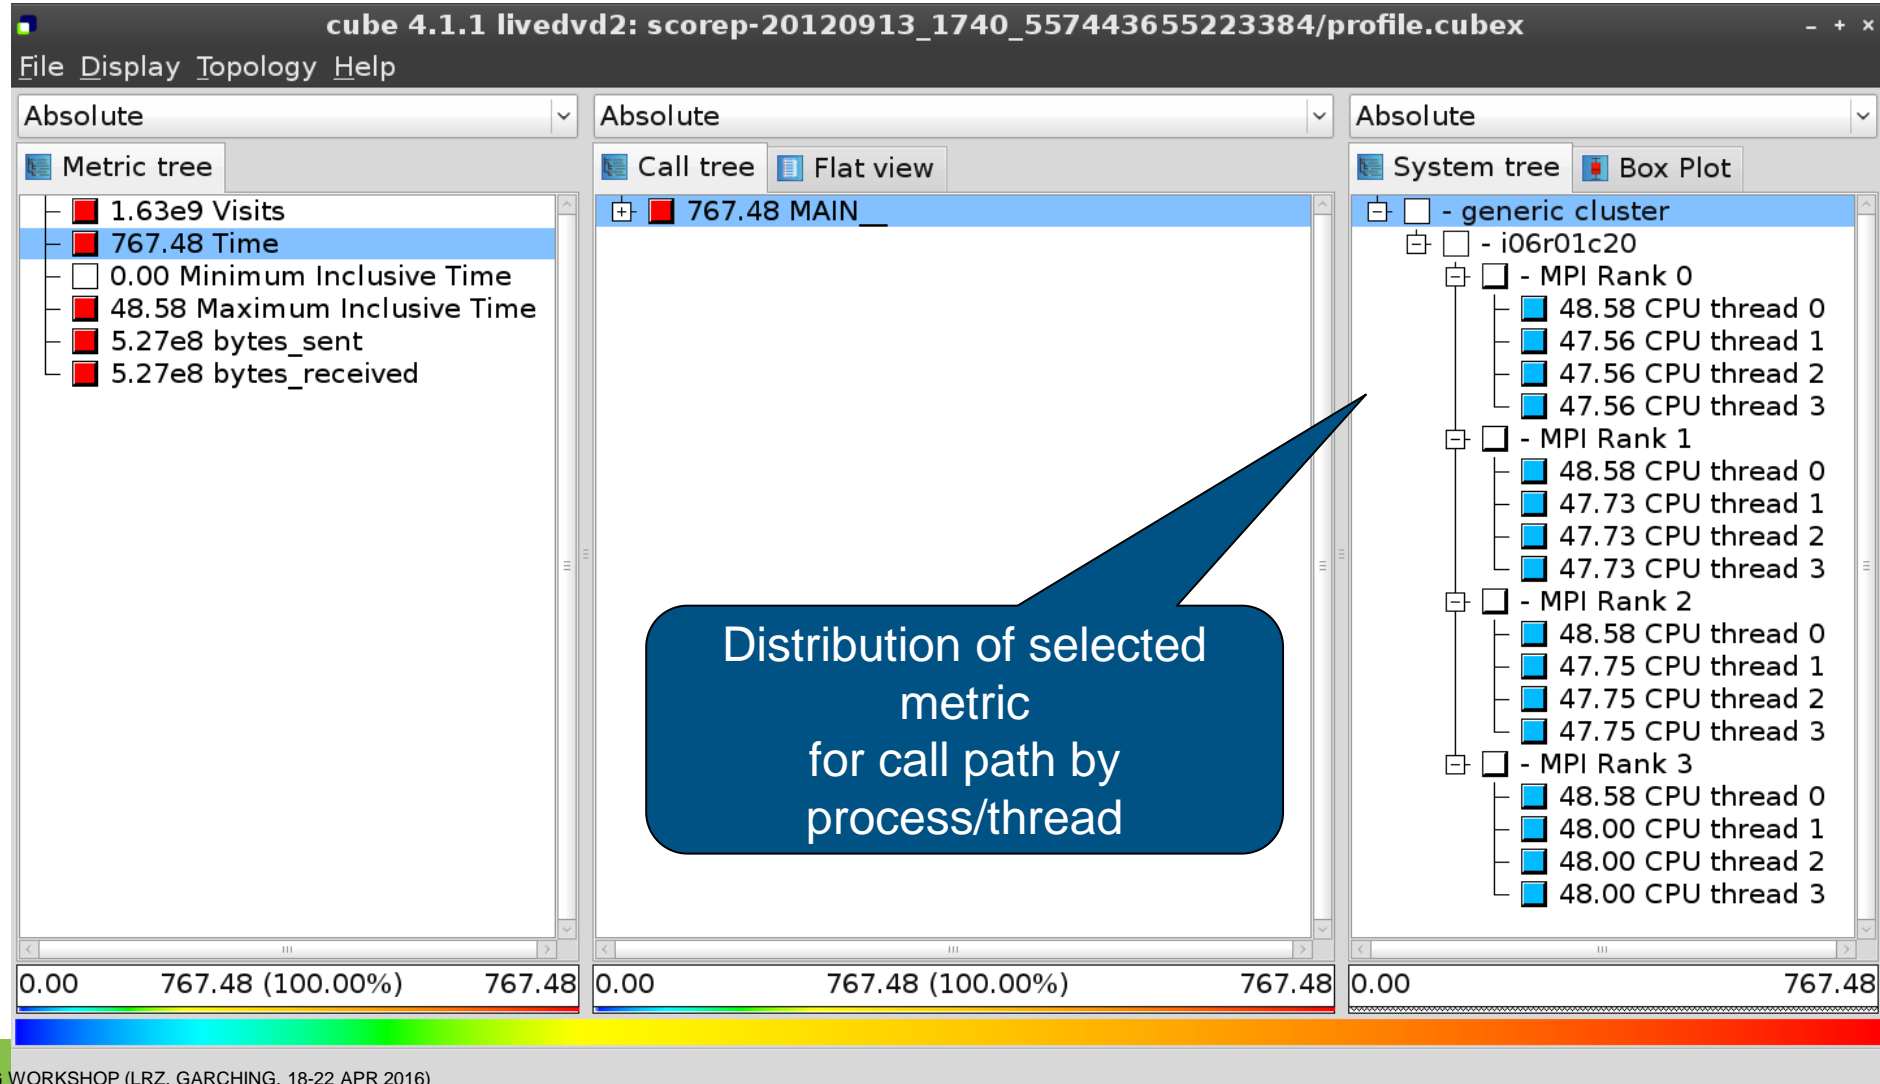 cube 4.1.1 livedvd2: scorep-20120913_1740_557443655223384/profile.cubex
File Display Topology Help
Absolute
Metric tree
1.63e9 Visits
767.48 Time
0.00 Minimum Inclusive Time
48.58 Maximum Inclusive Time
5.27e8 bytes_sent
5.27e8 bytes_received
0.00 767.48 (100.00%) 767.48
Absolute
Call tree Flat view
767.48 MAIN__
Distribution of selected
metric
for call path by
process/thread
0.00 767.48 (100.00%) 767.48
Absolute
System tree Box Plot
- generic cluster
- i06r01c20
- MPI Rank 0
48.58 CPU thread 0
47.56 CPU thread 1
47.56 CPU thread 2
47.56 CPU thread 3
- MPI Rank 1
48.58 CPU thread 0
47.73 CPU thread 1
47.73 CPU thread 2
47.73 CPU thread 3
- MPI Rank 2
48.58 CPU thread 0
47.75 CPU thread 1
47.75 CPU thread 2
47.75 CPU thread 3
- MPI Rank 3
48.58 CPU thread 0
48.00 CPU thread 1
48.00 CPU thread 2
48.00 CPU thread 3
0.00 767.48
WORKSHOP (LRZ, GARCHING, 18-22 APR 2016)